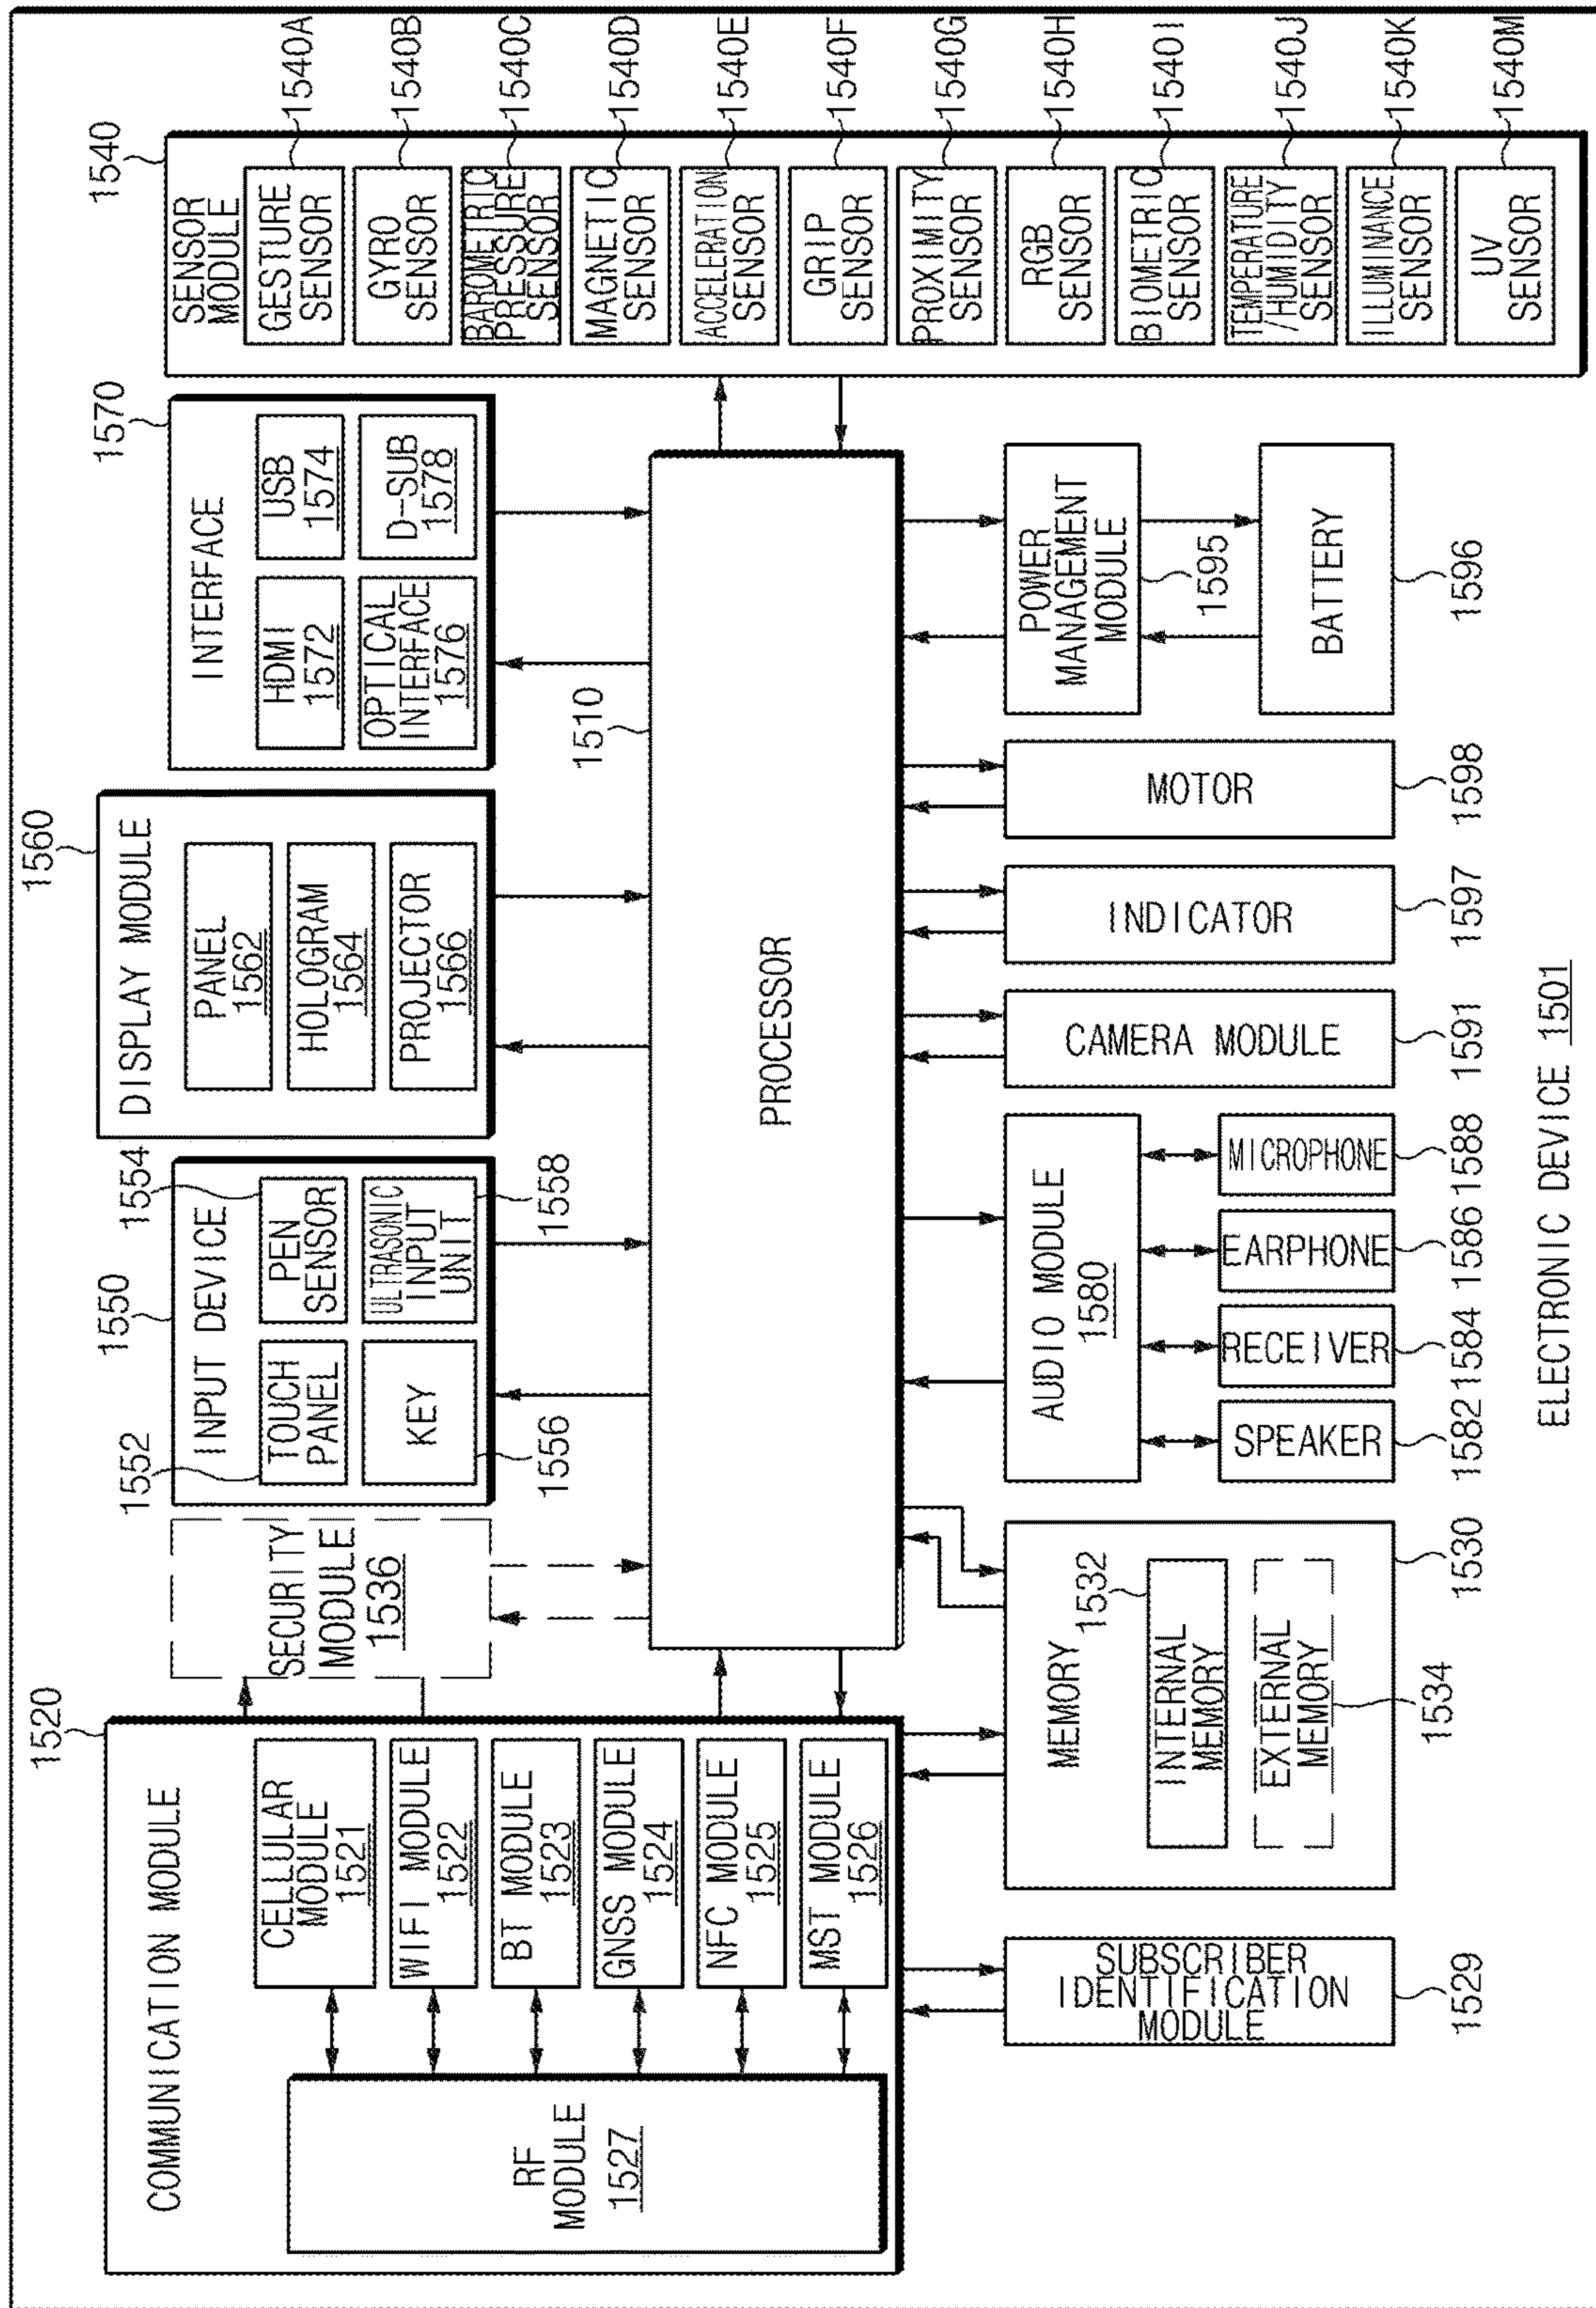 1520
COMMUNICATION MODULE
RF
MODULE
1527
CELLULAR
MODULE
1521
WIFI MODULE
1522
BT MODULE
1523
GNSS MODULE
1524
NFC MODULE
1525
MST MODULE
1526
SECURITY
MODULE
1536
1550
INPUT DEVICE
1552
TOUCH
PANEL
1554
PEN
SENSOR
KEY
1556
ULTRASONIC
INPUT
UNIT
1558
1560
DISPLAY MODULE
PANEL
1562
HOLOGRAM
1564
PROJECTOR
1566
1570
INTERFACE
HDMI
1572
USB
1574
OPTICAL
INTERFACE
1576
D-SUB
1578
1540
SENSOR
MODULE
GESTURE
SENSOR
1540A
GYRO
SENSOR
1540B
BAROMETRIC
PRESSURE
SENSOR
1540C
MAGNETIC
SENSOR
1540D
ACCELERATION
SENSOR
1540E
GRIP
SENSOR
1540F
PROXIMITY
SENSOR
1540G
RGB
SENSOR
1540H
BIOMETRIC
SENSOR
1540I
TEMPERATURE
/HUMIDITY
SENSOR
1540J
ILLUMINANCE
SENSOR
1540K
UV
SENSOR
1540M
1510
PROCESSOR
SUBSCRIBER
IDENTIFICATION
MODULE
1529
MEMORY
1532
INTERNAL
MEMORY
EXTERNAL
MEMORY
1534
1530
AUDIO MODULE
1580
SPEAKER
1582
RECEIVER
1584
EARPHONE
1586
MICROPHONE
1588
CAMERA MODULE
1591
INDICATOR
1597
MOTOR
1598
POWER
MANAGEMENT
MODULE
1595
BATTERY
1596
ELECTRONIC DEVICE 1501